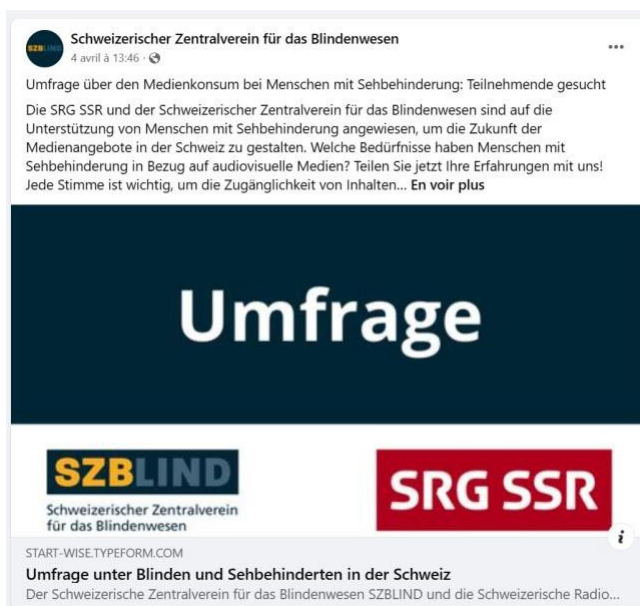 SZBLIND
Schweizerischer Zentralverein für das Blindenwesen
4 avril à 13:46 ·
Umfrage über den Medienkonsum bei Menschen mit Sehbehinderung: Teilnehmende gesucht
Die SRG SSR und der Schweizerischer Zentralverein für das Blindenwesen sind auf die
Unterstützung von Menschen mit Sehbehinderung angewiesen, um die Zukunft der
Medienangebote in der Schweiz zu gestalten. Welche Bedürfnisse haben Menschen mit
Sehbehinderung in Bezug auf audiovisuelle Medien? Teilen Sie jetzt Ihre Erfahrungen mit uns!
Jede Stimme ist wichtig, um die Zugänglichkeit von Inhalten... En voir plus
Umfrage
SZBLIND
Schweizerischer Zentralverein
für das Blindenwesen
SRG SSR
START-WISE.TYPEFORM.COM
Umfrage unter Blinden und Sehbehinderten in der Schweiz
Der Schweizerische Zentralverein für das Blindenwesen SZBLIND und die Schweizerische Radio...